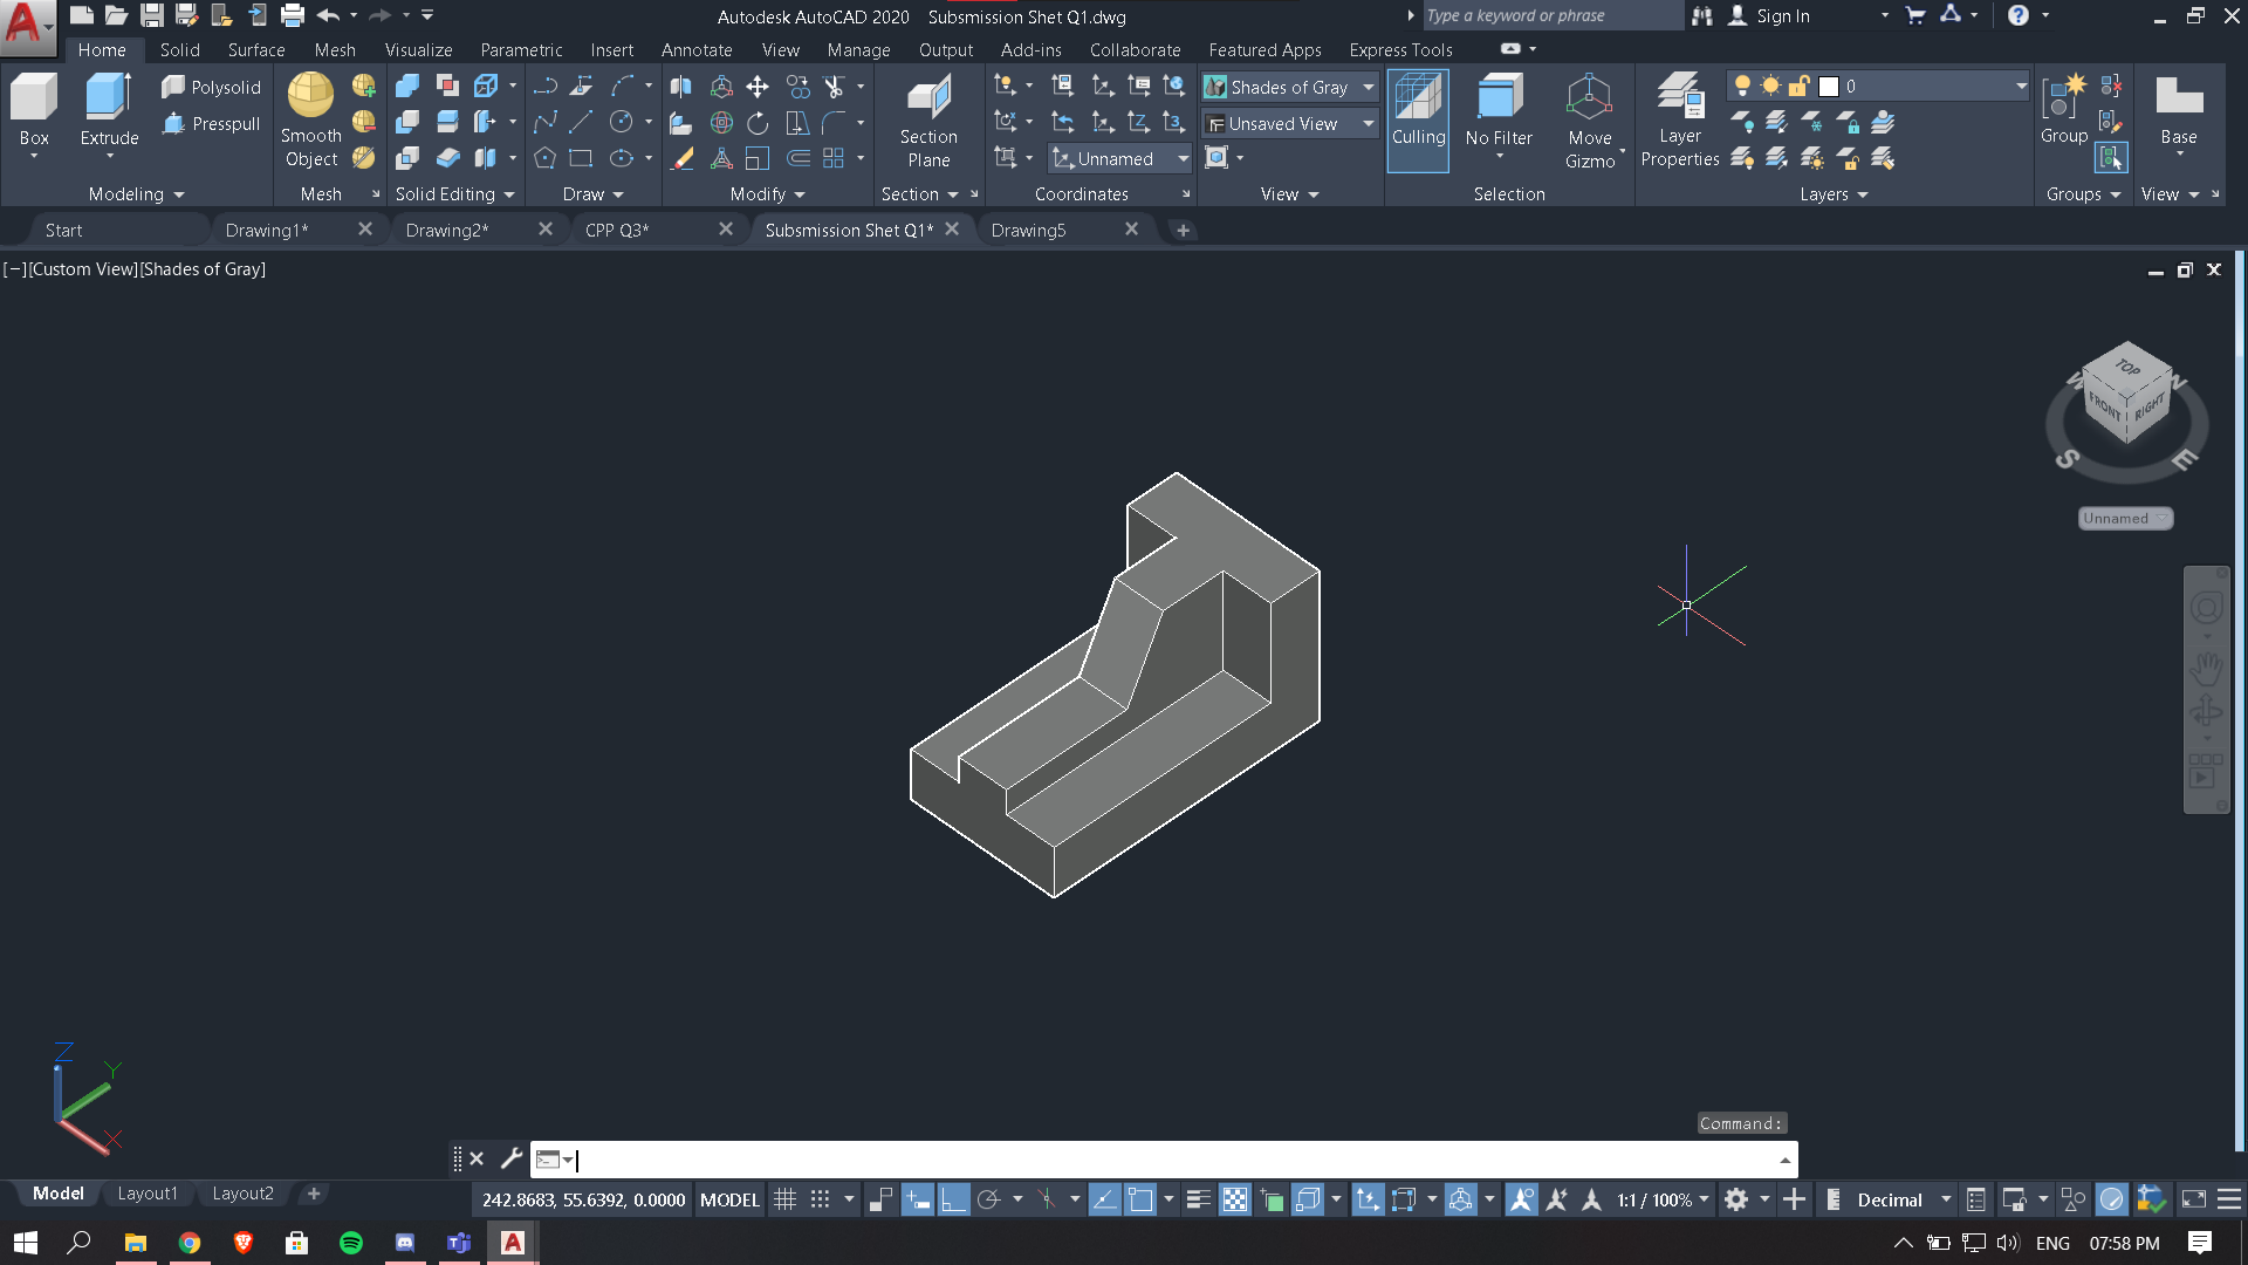 Autodesk AutoCAD 2020 Subsmission Shet Q1.dwg
Type a keyword or phrase
Sign In
Home Solid Surface Mesh Visualize Parametric Insert Annotate View Manage Output Add-ins Collaborate Featured Apps Express Tools
Box
Extrude
Polysolid
Presspull
Smooth
Object
Section
Plane
Unnamed
Shades of Gray
Unsaved View
Culling
No Filter
Move
Gizmo
Layer
Properties
0
Group
Base
Modeling Mesh Solid Editing Draw Modify Section Coordinates View Selection Layers Groups View
Start Drawing1* Drawing2* CPP Q3* Subsmission Shet Q1* Drawing5
[−][Custom View][Shades of Gray]
TOP
FRONT
RIGHT
W
N
S
E
Unnamed
Z
Y
X
Command:
Model Layout1 Layout2
242.8683, 55.6392, 0.0000 MODEL
1:1 / 100%
Decimal
ENG
07:58 PM